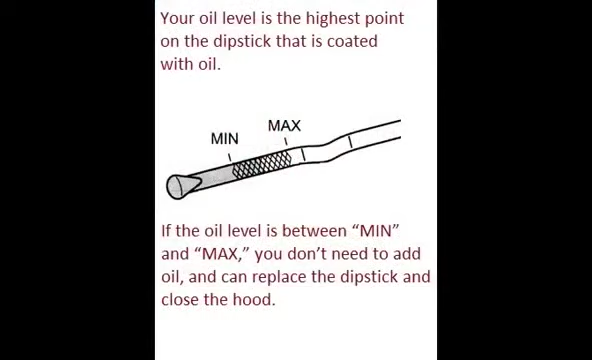 Your oil level is the highest point
on the dipstick that is coated
with oil.
MAX
MIN
If the oil level is between “MIN”
and “MAX,” you don’t need to add
oil, and can replace the dipstick and
close the hood.